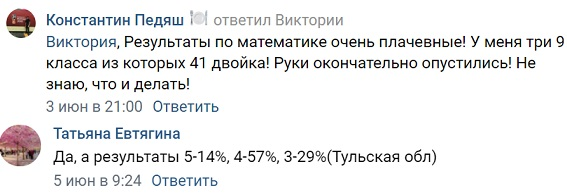 Константин Педяш 🍽 ответил Виктории
Виктория, Результаты по математике очень плачевные! У меня три 9
класса из которых 41 двойка! Руки окончательно опустились! Не
знаю, что и делать!
3 июн в 21:00 Ответить
Татьяна Евтягина
Да, а результаты 5-14%, 4-57%, 3-29%(Тульская обл)
5 июн в 9:24 Ответить